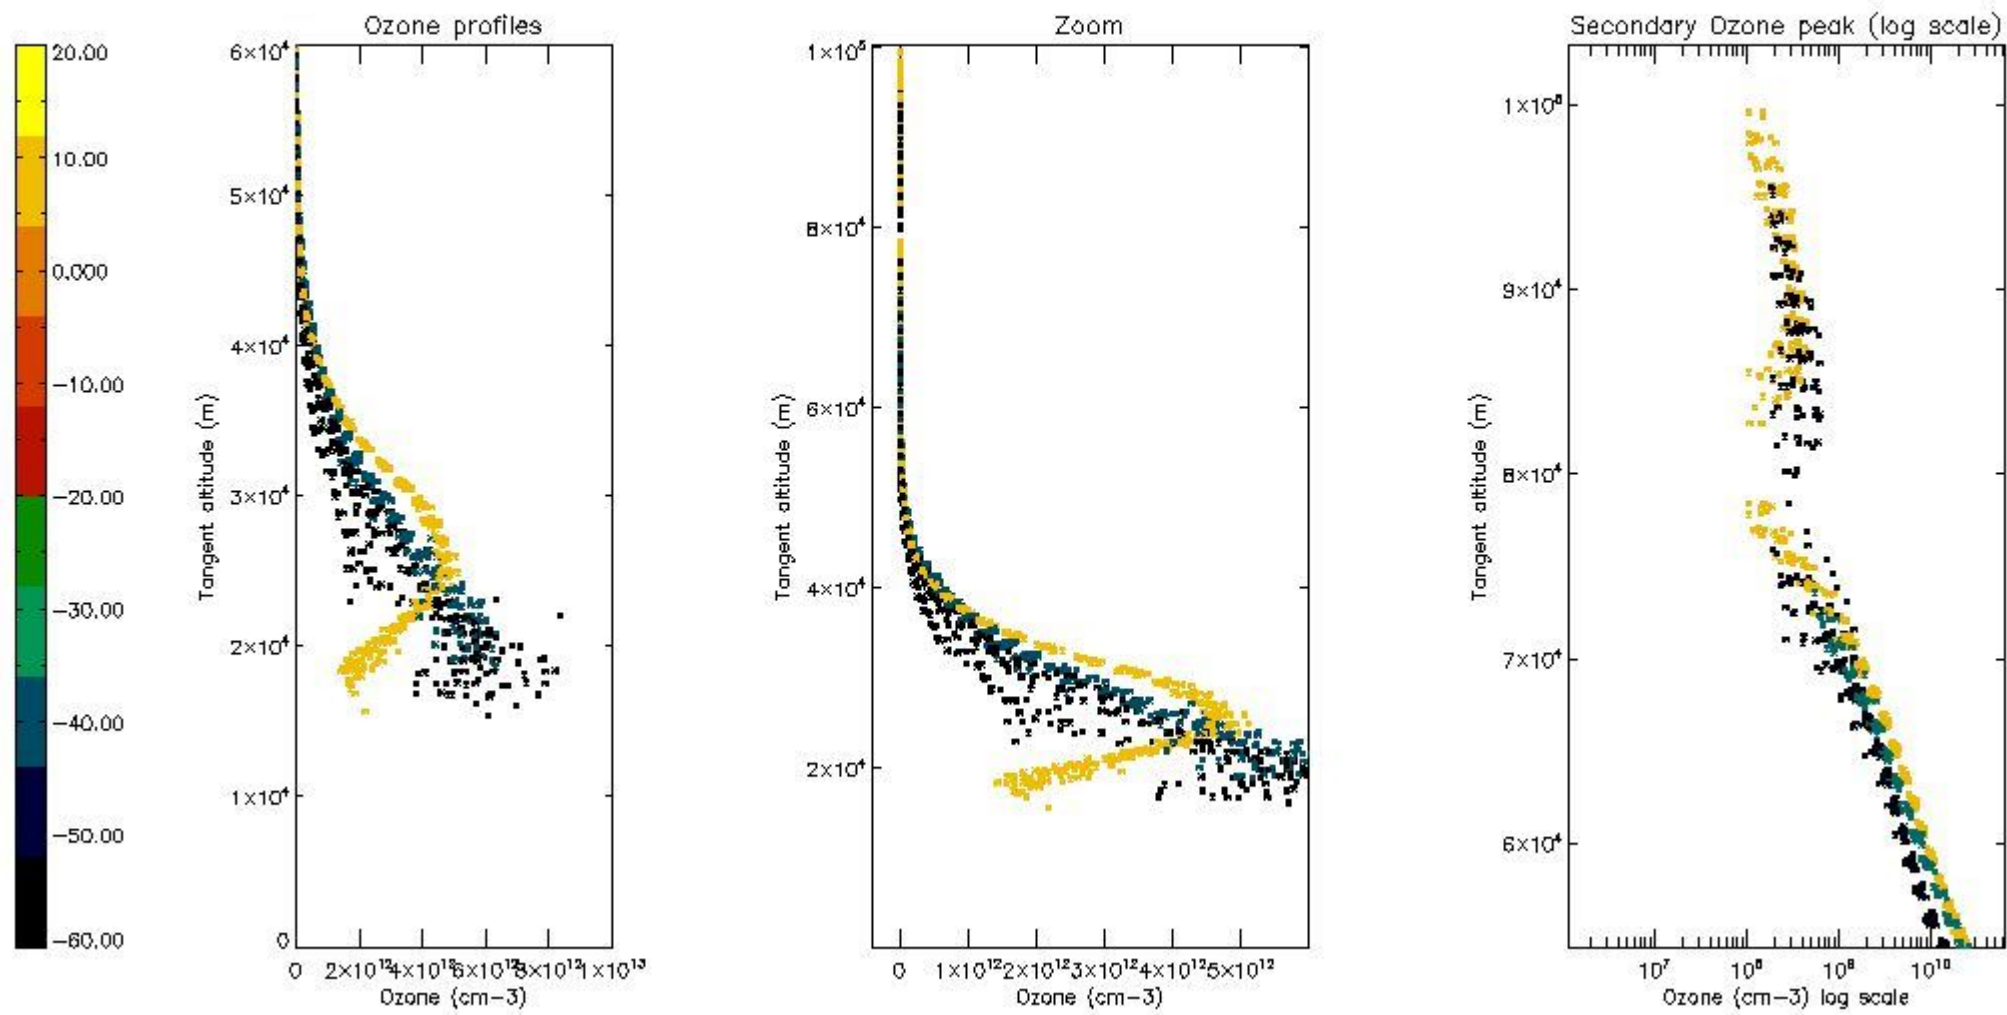 Ozone profiles
Zoom
Secondary Ozone peak (log scale)
20.00
10.00
0.000
−10.00
−20.00
−30.00
−40.00
−50.00
−60.00
6×10⁴
5×10⁴
4×10⁴
3×10⁴
2×10⁴
1×10⁴
0
Tangent altitude (m)
0 2×10¹² 4×10¹² 6×10¹² 8×10¹² 1×10¹³
Ozone (cm−3)
1×10⁵
8×10⁴
6×10⁴
4×10⁴
2×10⁴
Tangent altitude (m)
0 1×10¹² 2×10¹² 3×10¹² 4×10¹² 5×10¹²
Ozone (cm−3)
1×10⁵
9×10⁴
8×10⁴
7×10⁴
6×10⁴
Tangent altitude (m)
10⁷ 10⁸ 10⁹ 10¹⁰
Ozone (cm−3) log scale